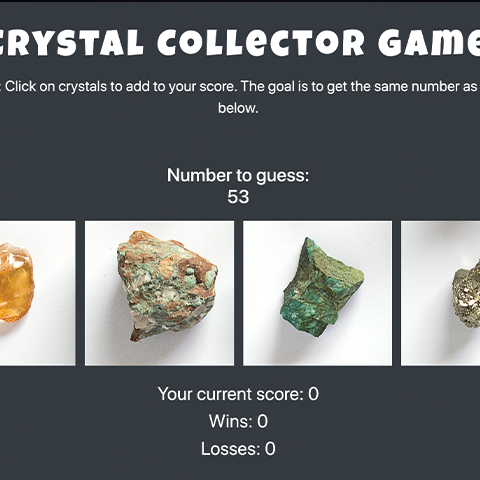 CRYSTAL COLLECTOR GAME
: Click on crystals to add to your score. The goal is to get the same number as
below.
Number to guess:
53
Your current score: 0
Wins: 0
Losses: 0